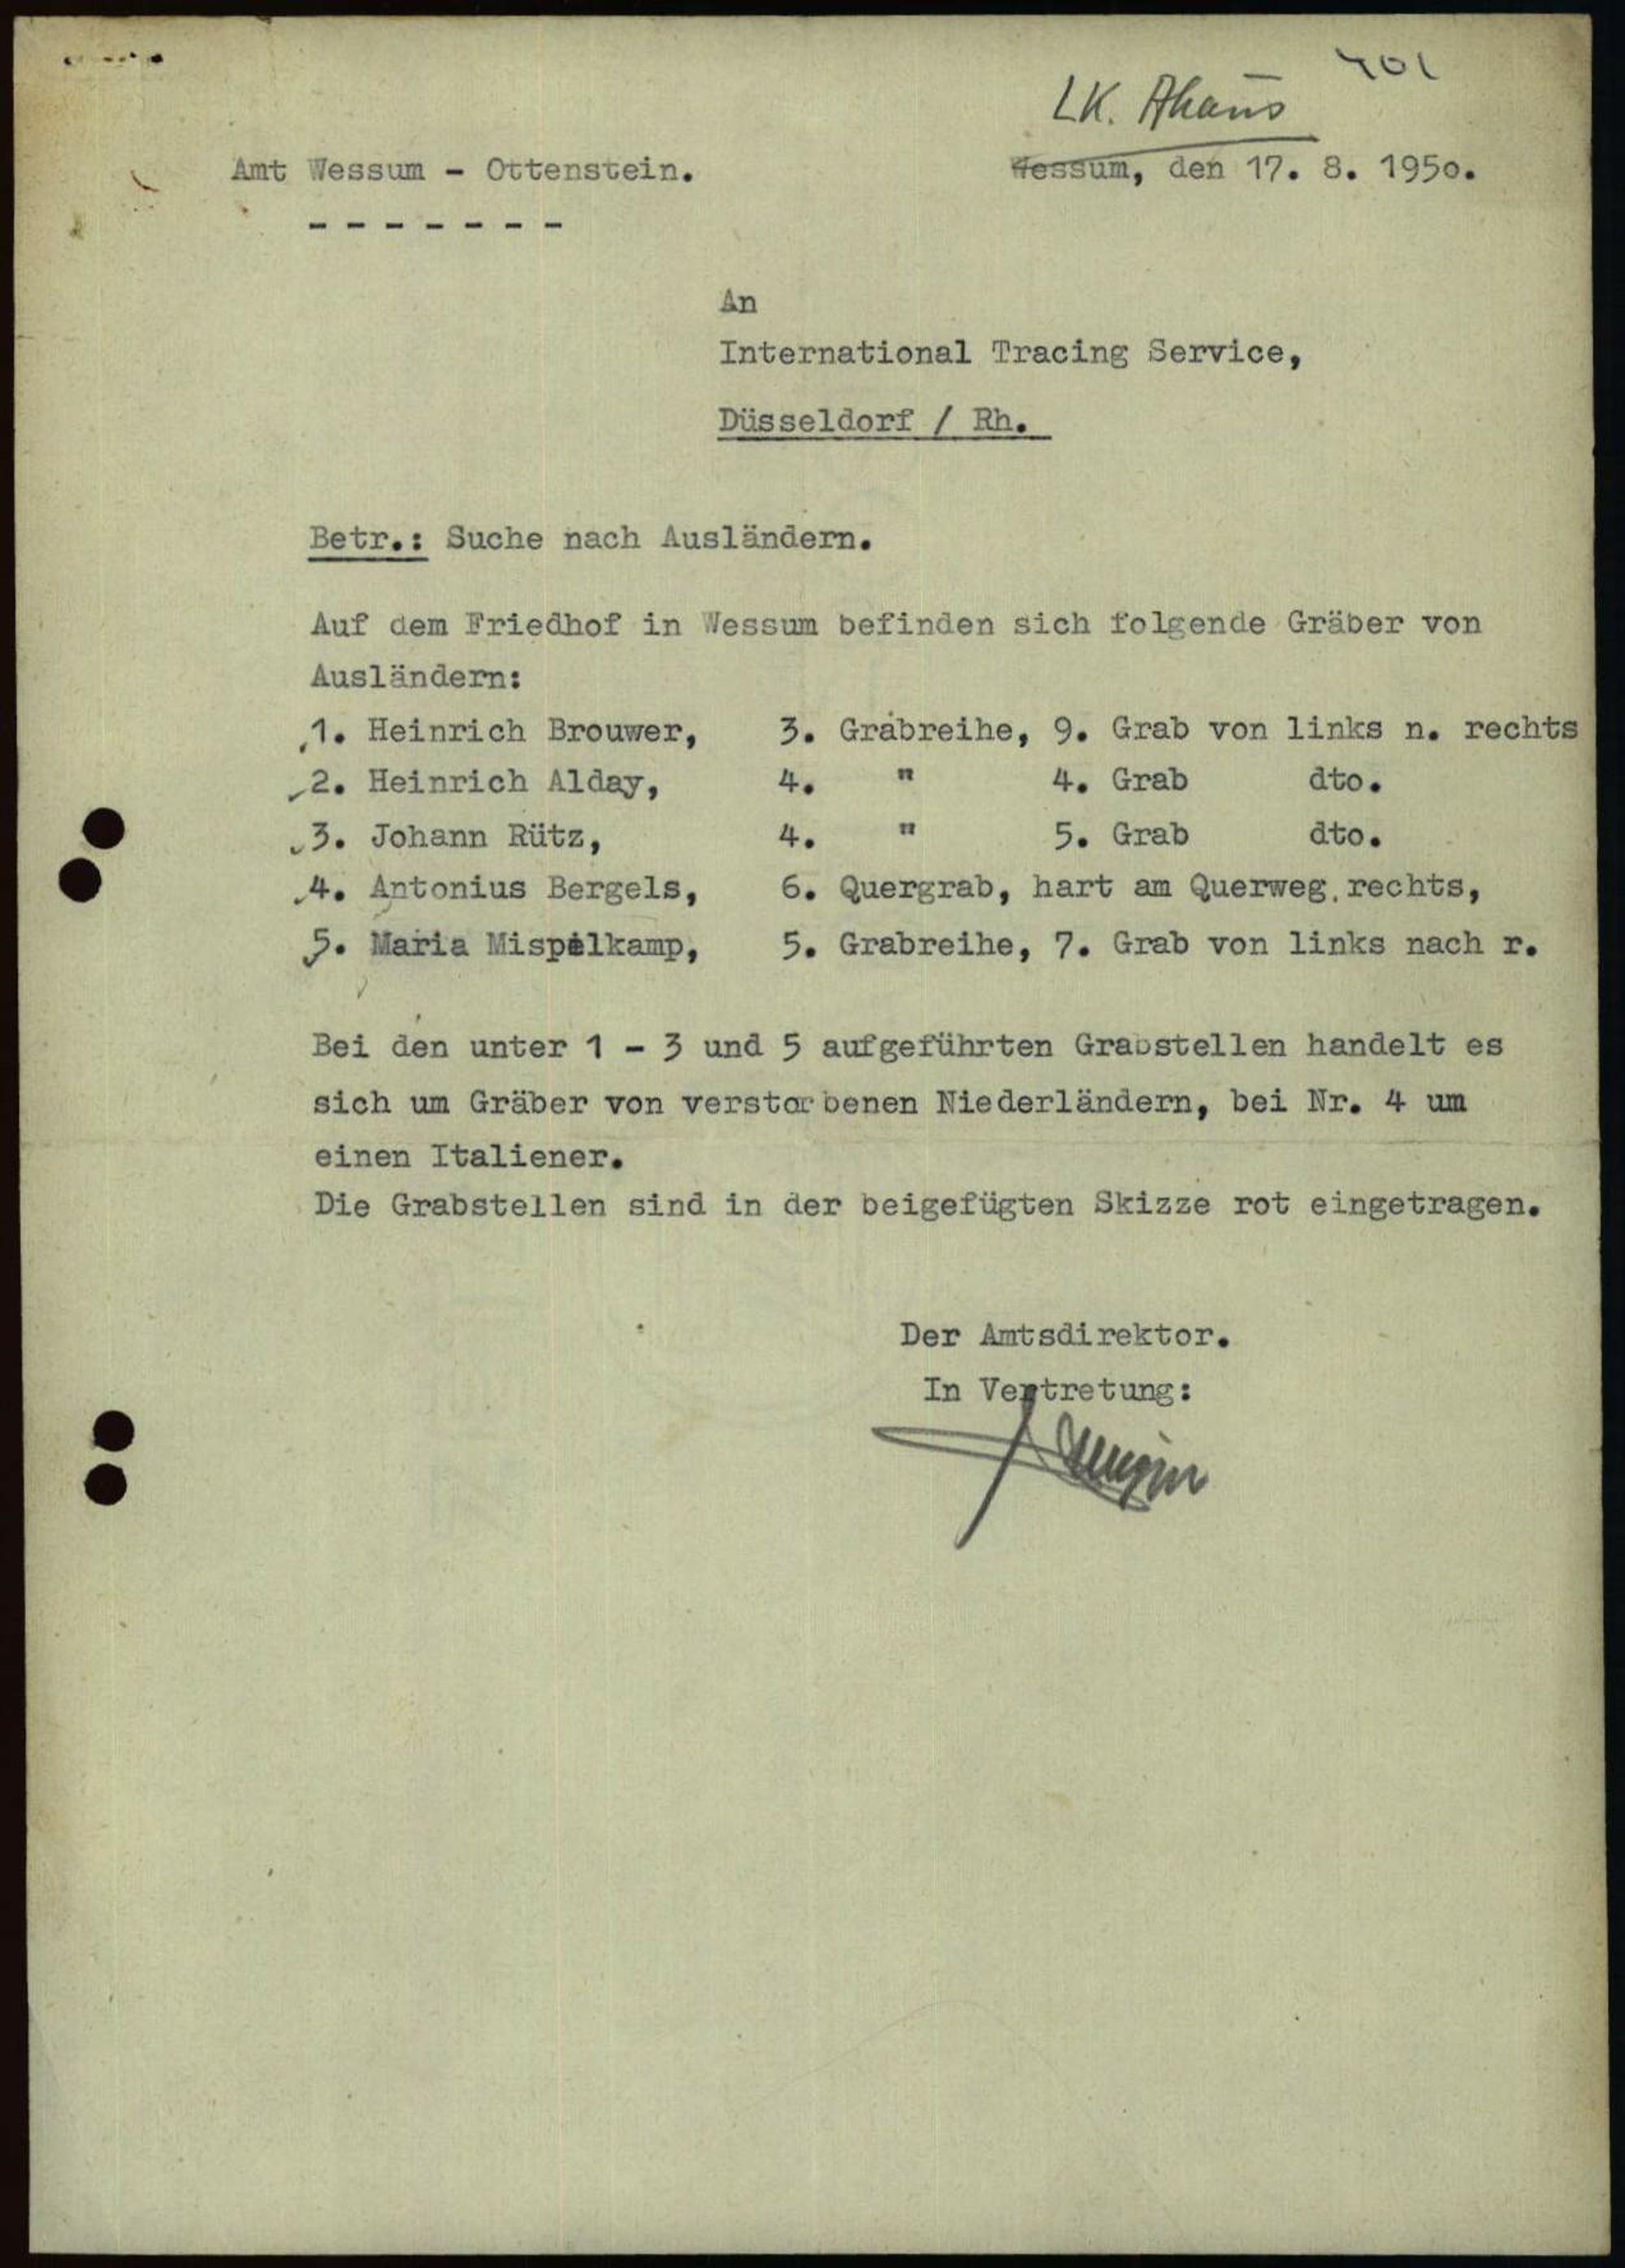 401
LK. Ahaus
Amt Wessum - Ottenstein. Wessum, den 17. 8. 1950.
- - - - - - -
An
International Tracing Service,
Düsseldorf / Rh.
Betr.: Suche nach Ausländern.
Auf dem Friedhof in Wessum befinden sich folgende Gräber von
Ausländern:
1. Heinrich Brouwer, 3. Grabreihe, 9. Grab von links n. rechts
2. Heinrich Alday, 4. " 4. Grab dto.
3. Johann Rütz, 4. " 5. Grab dto.
4. Antonius Bergels, 6. Quergrab, hart am Querweg, rechts,
5. Maria Mispelkamp, 5. Grabreihe, 7. Grab von links nach r.
Bei den unter 1 - 3 und 5 aufgeführten Grabstellen handelt es
sich um Gräber von verstorbenen Niederländern, bei Nr. 4 um
einen Italiener.
Die Grabstellen sind in der beigefügten Skizze rot eingetragen.
Der Amtsdirektor.
In Vertretung: